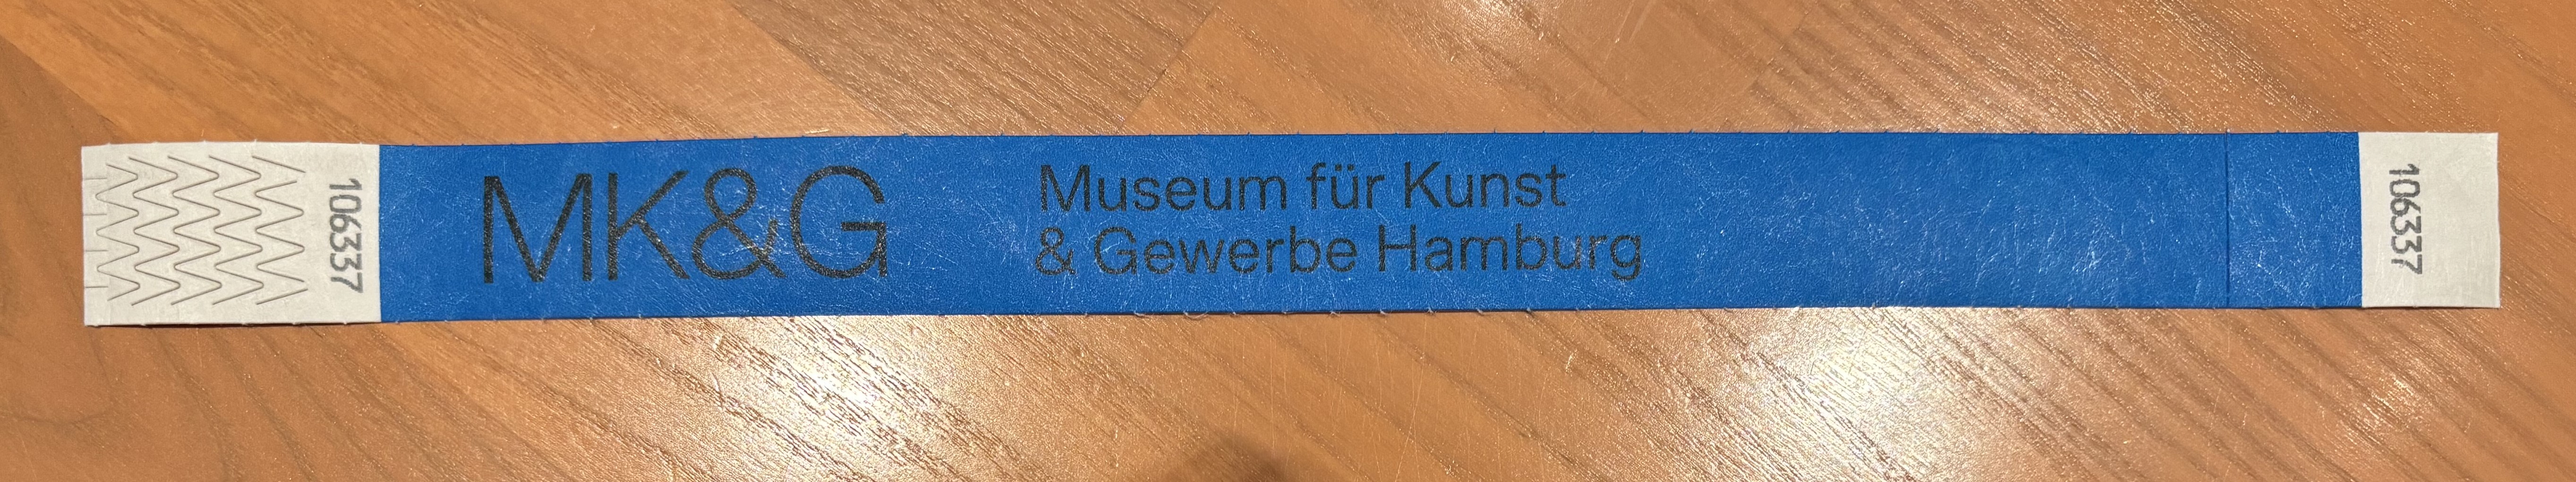 106337
MK&G
Museum für Kunst
& Gewerbe Hamburg
106337